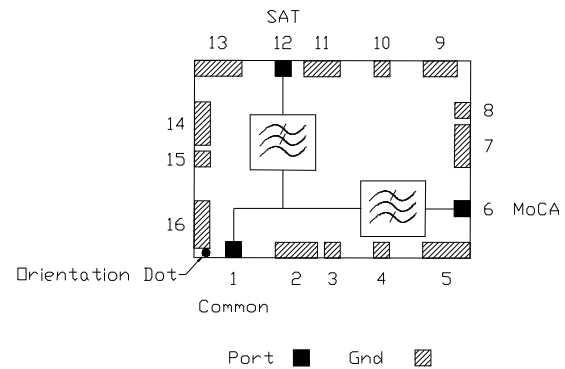 SAT
13 12 11 10 9
8
14
7
15
16
6 MoCA
Orientation Dot
1 2 3 4 5
Common
Port Gnd